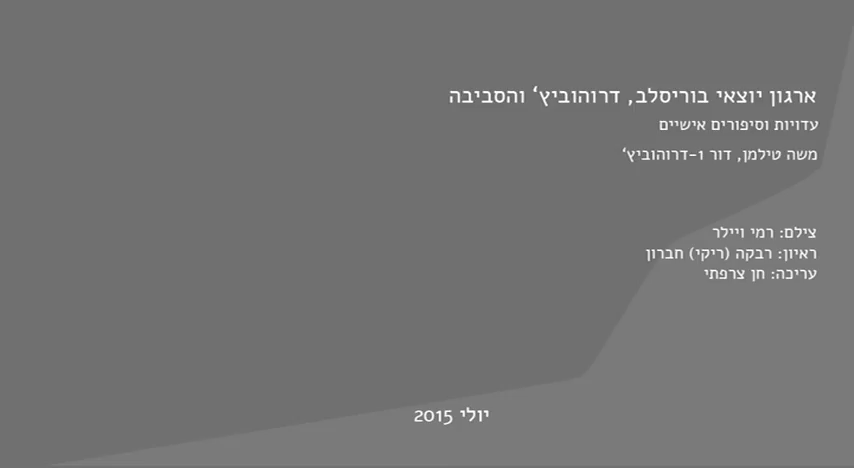 ארגון יוצאי בוריסלב, דרוהוביץ' והסביבה
עדויות וסיפורים אישיים
משה טילמן, דור 1-דרוהוביץ'
צילם: רמי ויילר
ראיון: רבקה (ריקי) חברון
עריכה: חן צרפתי
יולי 2015